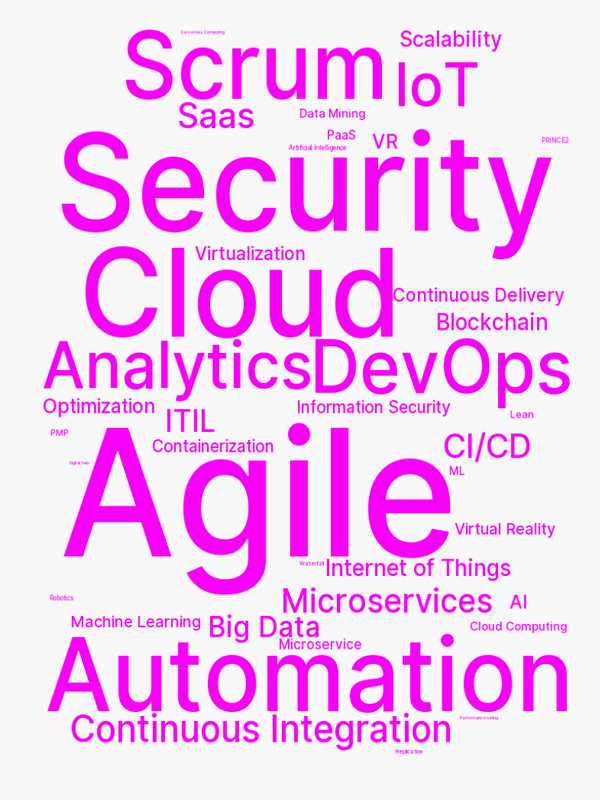 Serverless Computing
Scrum
Scalability
IoT
Saas
Data Mining
PaaS
VR
PRINCE2
Artificial Intelligence
Security
Virtualization
Cloud
Continuous Delivery
Blockchain
Analytics
DevOps
Optimization
Information Security
ITIL
Lean
PMP
Containerization
CI/CD
Digital Twin
ML
Agile
Virtual Reality
Waterfall
Internet of Things
Robotics
Microservices
AI
Machine Learning
Big Data
Cloud Computing
Microservice
Automation
Performance tuning
Continuous Integration
Replication